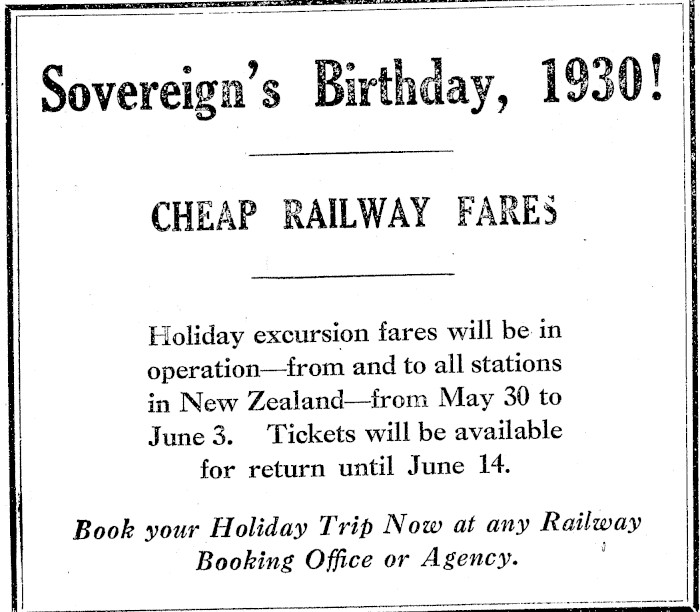 Sovereign's Birthday, 1930!
CHEAP RAILWAY FARES
Holiday excursion fares will be in
operation—from and to all stations
in New Zealand—from May 30 to
June 3. Tickets will be available
for return until June 14.
Book your Holiday Trip Now at any Railway
Booking Office or Agency.